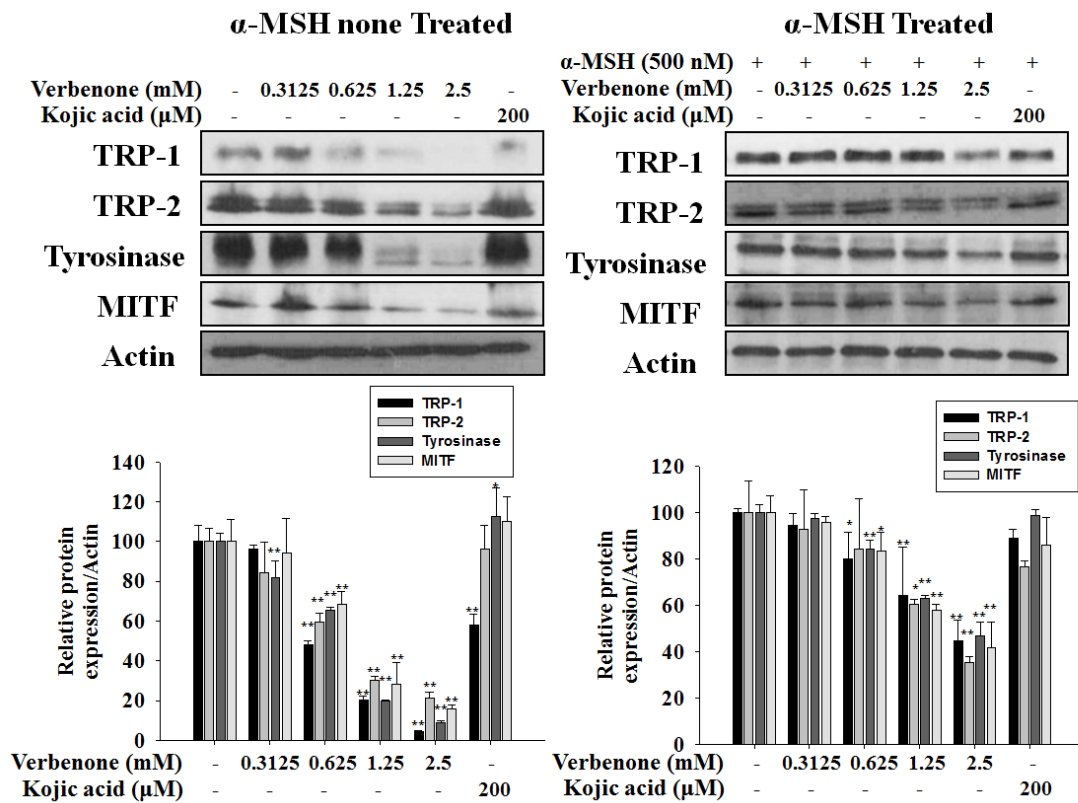 α-MSH none Treated
Verbenone (mM) - 0.3125 0.625 1.25 2.5 -
Kojic acid (μM) - - - - - 200
TRP-1
TRP-2
Tyrosinase
MITF
Actin
TRP-1
TRP-2
Tyrosinase
MITF
Relative protein
expression/Actin
140
120
100
80
60
40
20
0
*
**
** ** ** **
** ** ** **
** ** ** **
**
Verbenone (mM) - 0.3125 0.625 1.25 2.5 -
Kojic acid (μM) - - - - - 200
α-MSH Treated
α-MSH (500 nM) + + + + + +
Verbenone (mM) - 0.3125 0.625 1.25 2.5 -
Kojic acid (μM) - - - - - 200
TRP-1
TRP-2
Tyrosinase
MITF
Actin
TRP-1
TRP-2
Tyrosinase
MITF
Relative protein
expression/Actin
120
100
80
60
40
20
0
* ** *
** * ** **
** ** ** **
Verbenone (mM) - 0.3125 0.625 1.25 2.5 -
Kojic acid (μM) - - - - - 200